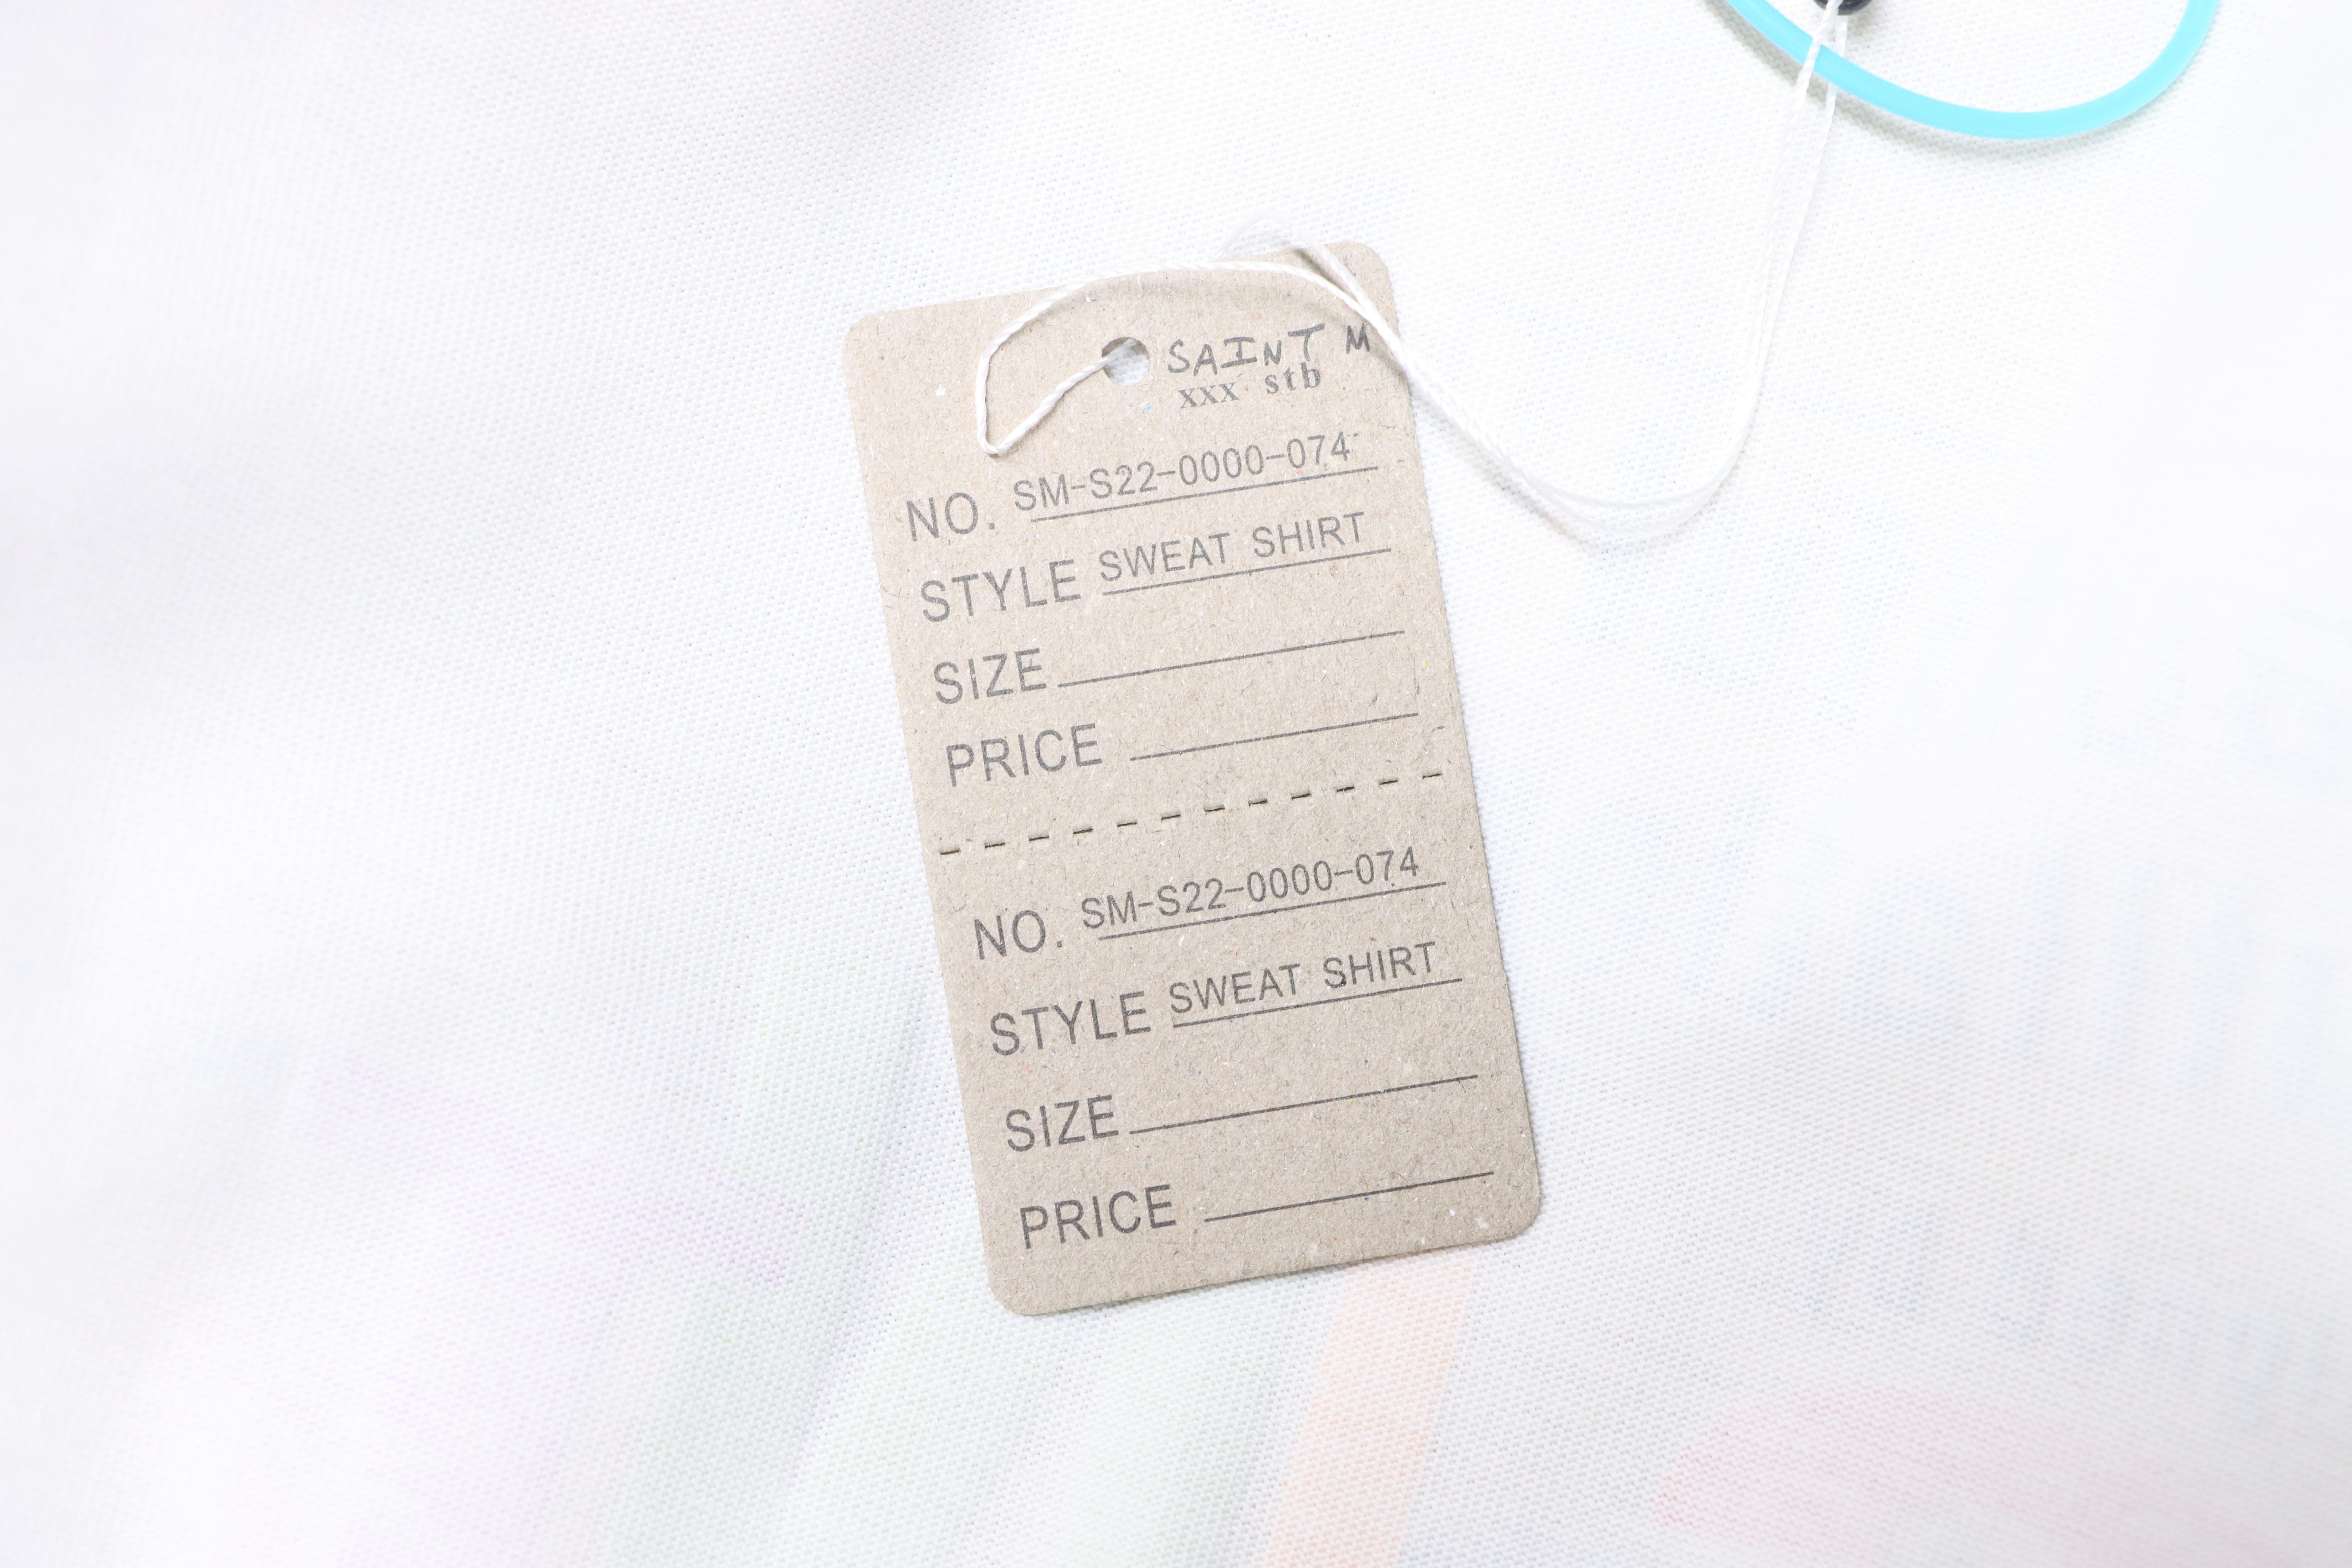 SAINT M
xxx stb
NO. SM-S22-0000-074
STYLE SWEAT SHIRT
SIZE
PRICE
NO. SM-S22-0000-074
STYLE SWEAT SHIRT
SIZE
PRICE